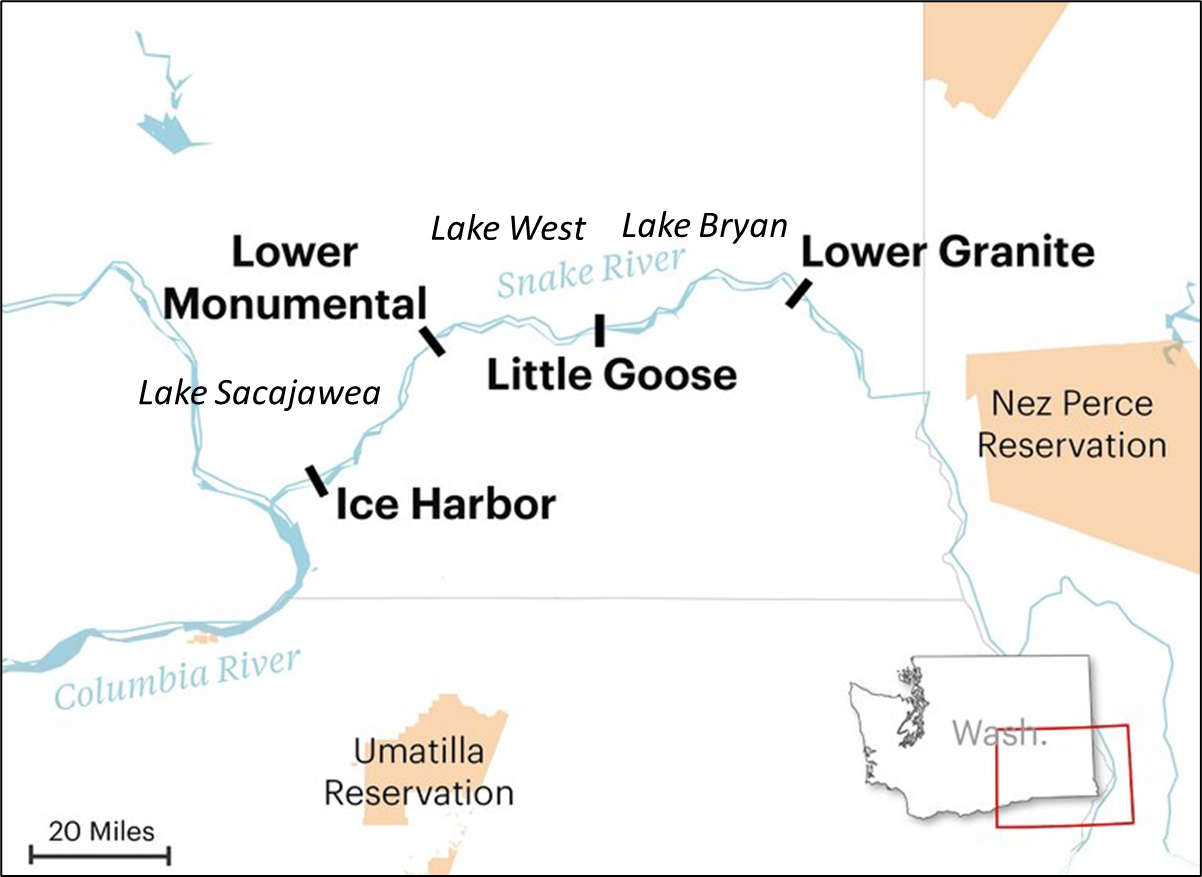 Lake West
Lake Bryan
Lower
Monumental
Snake River
Lower Granite
Little Goose
Lake Sacajawea
Nez Perce
Reservation
Ice Harbor
Columbia River
Umatilla
Reservation
Wash.
20 Miles